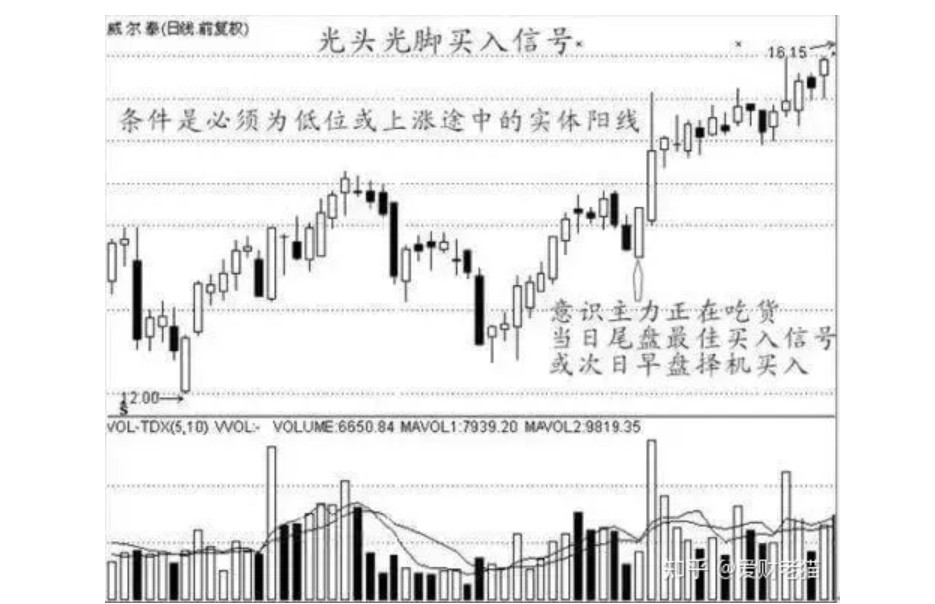 威尔泰(日线.前复权)
光头光脚买入信号
16.15
条件是必须为低位或上涨途中的实体阳线
意识主力正在吃货
当日尾盘最佳买入信号
或次日早盘择机买入
12.00
S
VOL-TDX(5,10) VVOL:- VOLUME:6650.84 MAVOL1:7939.20 MAVOL2:9819.35
知乎 @爱财老猫